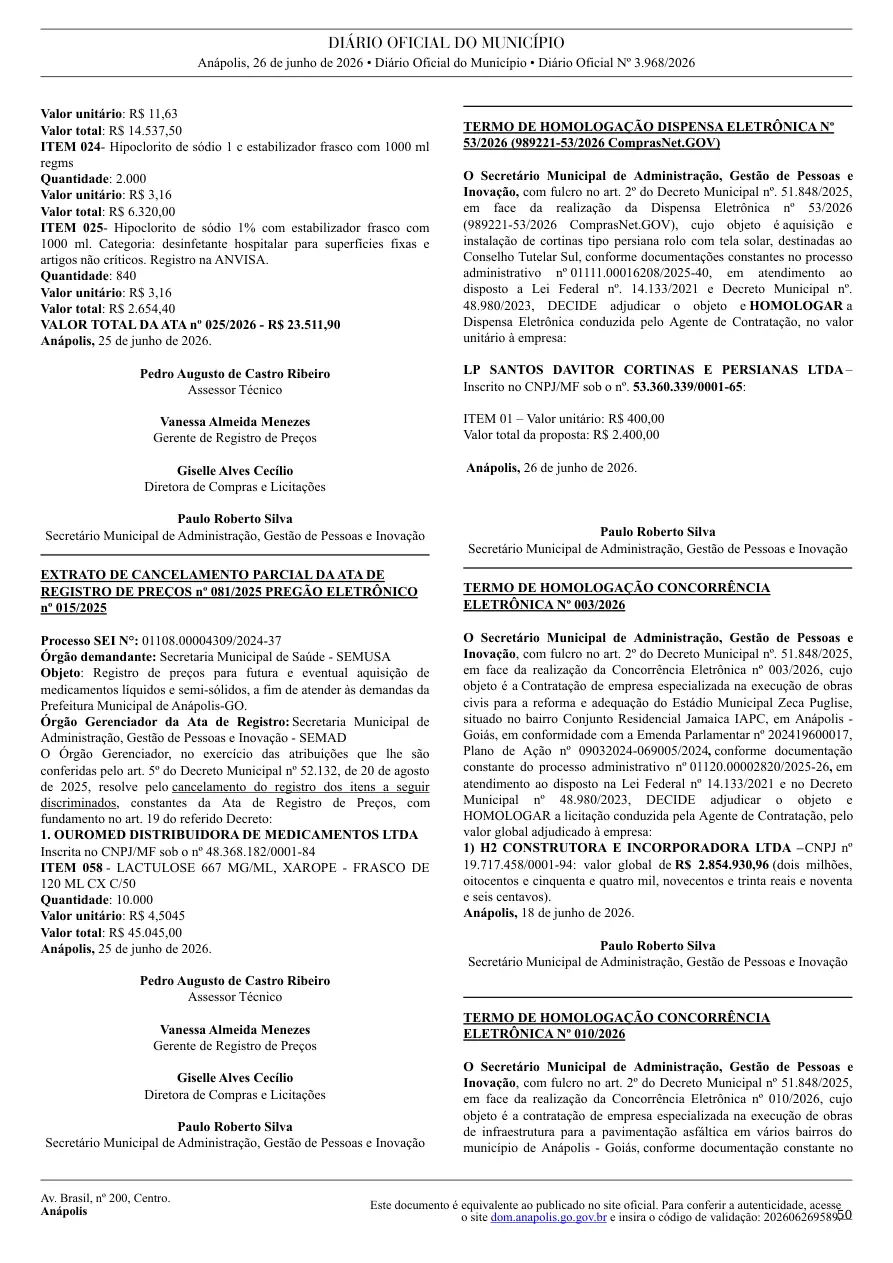 DIÁRIO OFICIAL DO MUNICÍPIO
Anápolis, 26 de junho de 2026 • Diário Oficial do Município • Diário Oficial Nº 3.968/2026
Valor unitário: R$ 11,63
Valor total: R$ 14.537,50
ITEM 024- Hipoclorito de sódio 1 c estabilizador frasco com 1000 ml
regms
Quantidade: 2.000
Valor unitário: R$ 3,16
Valor total: R$ 6.320,00
ITEM 025- Hipoclorito de sódio 1% com estabilizador frasco com
1000 ml. Categoria: desinfetante hospitalar para superfícies fixas e
artigos não críticos. Registro na ANVISA.
Quantidade: 840
Valor unitário: R$ 3,16
Valor total: R$ 2.654,40
VALOR TOTAL DA ATA nº 025/2026 - R$ 23.511,90
Anápolis, 25 de junho de 2026.
Pedro Augusto de Castro Ribeiro
Assessor Técnico
Vanessa Almeida Menezes
Gerente de Registro de Preços
Giselle Alves Cecílio
Diretora de Compras e Licitações
Paulo Roberto Silva
Secretário Municipal de Administração, Gestão de Pessoas e Inovação
EXTRATO DE CANCELAMENTO PARCIAL DA ATA DE
REGISTRO DE PREÇOS nº 081/2025 PREGÃO ELETRÔNICO
nº 015/2025
Processo SEI N°: 01108.00004309/2024-37
Órgão demandante: Secretaria Municipal de Saúde - SEMUSA
Objeto: Registro de preços para futura e eventual aquisição de
medicamentos líquidos e semi-sólidos, a fim de atender às demandas da
Prefeitura Municipal de Anápolis-GO.
Órgão Gerenciador da Ata de Registro: Secretaria Municipal de
Administração, Gestão de Pessoas e Inovação - SEMAD
O Órgão Gerenciador, no exercício das atribuições que lhe são
conferidas pelo art. 5º do Decreto Municipal nº 52.132, de 20 de agosto
de 2025, resolve pelo cancelamento do registro dos itens a seguir
discriminados, constantes da Ata de Registro de Preços, com
fundamento no art. 19 do referido Decreto:
1. OUROMED DISTRIBUIDORA DE MEDICAMENTOS LTDA
Inscrita no CNPJ/MF sob o nº 48.368.182/0001-84
ITEM 058 - LACTULOSE 667 MG/ML, XAROPE - FRASCO DE
120 ML CX C/50
Quantidade: 10.000
Valor unitário: R$ 4,5045
Valor total: R$ 45.045,00
Anápolis, 25 de junho de 2026.
Pedro Augusto de Castro Ribeiro
Assessor Técnico
Vanessa Almeida Menezes
Gerente de Registro de Preços
Giselle Alves Cecílio
Diretora de Compras e Licitações
Paulo Roberto Silva
Secretário Municipal de Administração, Gestão de Pessoas e Inovação
TERMO DE HOMOLOGAÇÃO DISPENSA ELETRÔNICA Nº
53/2026 (989221-53/2026 ComprasNet.GOV)
O Secretário Municipal de Administração, Gestão de Pessoas e
Inovação, com fulcro no art. 2º do Decreto Municipal nº. 51.848/2025,
em face da realização da Dispensa Eletrônica nº 53/2026
(989221-53/2026 ComprasNet.GOV), cujo objeto é aquisição e
instalação de cortinas tipo persiana rolo com tela solar, destinadas ao
Conselho Tutelar Sul, conforme documentações constantes no processo
administrativo nº 01111.00016208/2025-40, em atendimento ao
disposto a Lei Federal nº. 14.133/2021 e Decreto Municipal nº.
48.980/2023, DECIDE adjudicar o objeto e HOMOLOGAR a
Dispensa Eletrônica conduzida pelo Agente de Contratação, no valor
unitário à empresa:
LP SANTOS DAVITOR CORTINAS E PERSIANAS LTDA –
Inscrito no CNPJ/MF sob o nº. 53.360.339/0001-65:
ITEM 01 – Valor unitário: R$ 400,00
Valor total da proposta: R$ 2.400,00
Anápolis, 26 de junho de 2026.
Paulo Roberto Silva
Secretário Municipal de Administração, Gestão de Pessoas e Inovação
TERMO DE HOMOLOGAÇÃO CONCORRÊNCIA
ELETRÔNICA Nº 003/2026
O Secretário Municipal de Administração, Gestão de Pessoas e
Inovação, com fulcro no art. 2º do Decreto Municipal nº 51.848/2025,
em face da realização da Concorrência Eletrônica nº 003/2026, cujo
objeto é a Contratação de empresa especializada na execução de obras
civis para a reforma e adequação do Estádio Municipal Zeca Puglise,
situado no bairro Conjunto Residencial Jamaica IAPC, em Anápolis -
Goiás, em conformidade com a Emenda Parlamentar nº 202419600017,
Plano de Ação nº 09032024-069005/2024, conforme documentação
constante do processo administrativo nº 01120.00002820/2025-26, em
atendimento ao disposto na Lei Federal nº 14.133/2021 e no Decreto
Municipal nº 48.980/2023, DECIDE adjudicar o objeto e
HOMOLOGAR a licitação conduzida pela Agente de Contratação, pelo
valor global adjudicado à empresa:
1) H2 CONSTRUTORA E INCORPORADORA LTDA –CNPJ nº
19.717.458/0001-94: valor global de R$ 2.854.930,96 (dois milhões,
oitocentos e cinquenta e quatro mil, novecentos e trinta reais e noventa
e seis centavos).
Anápolis, 18 de junho de 2026.
Paulo Roberto Silva
Secretário Municipal de Administração, Gestão de Pessoas e Inovação
TERMO DE HOMOLOGAÇÃO CONCORRÊNCIA
ELETRÔNICA Nº 010/2026
O Secretário Municipal de Administração, Gestão de Pessoas e
Inovação, com fulcro no art. 2º do Decreto Municipal nº 51.848/2025,
em face da realização da Concorrência Eletrônica nº 010/2026, cujo
objeto é a contratação de empresa especializada na execução de obras
de infraestrutura para a pavimentação asfáltica em vários bairros do
município de Anápolis - Goiás, conforme documentação constante no
Av. Brasil, nº 200, Centro.
Anápolis
Este documento é equivalente ao publicado no site oficial. Para conferir a autenticidade, acesse
o site dom.anapolis.go.gov.br e insira o código de validação:
50